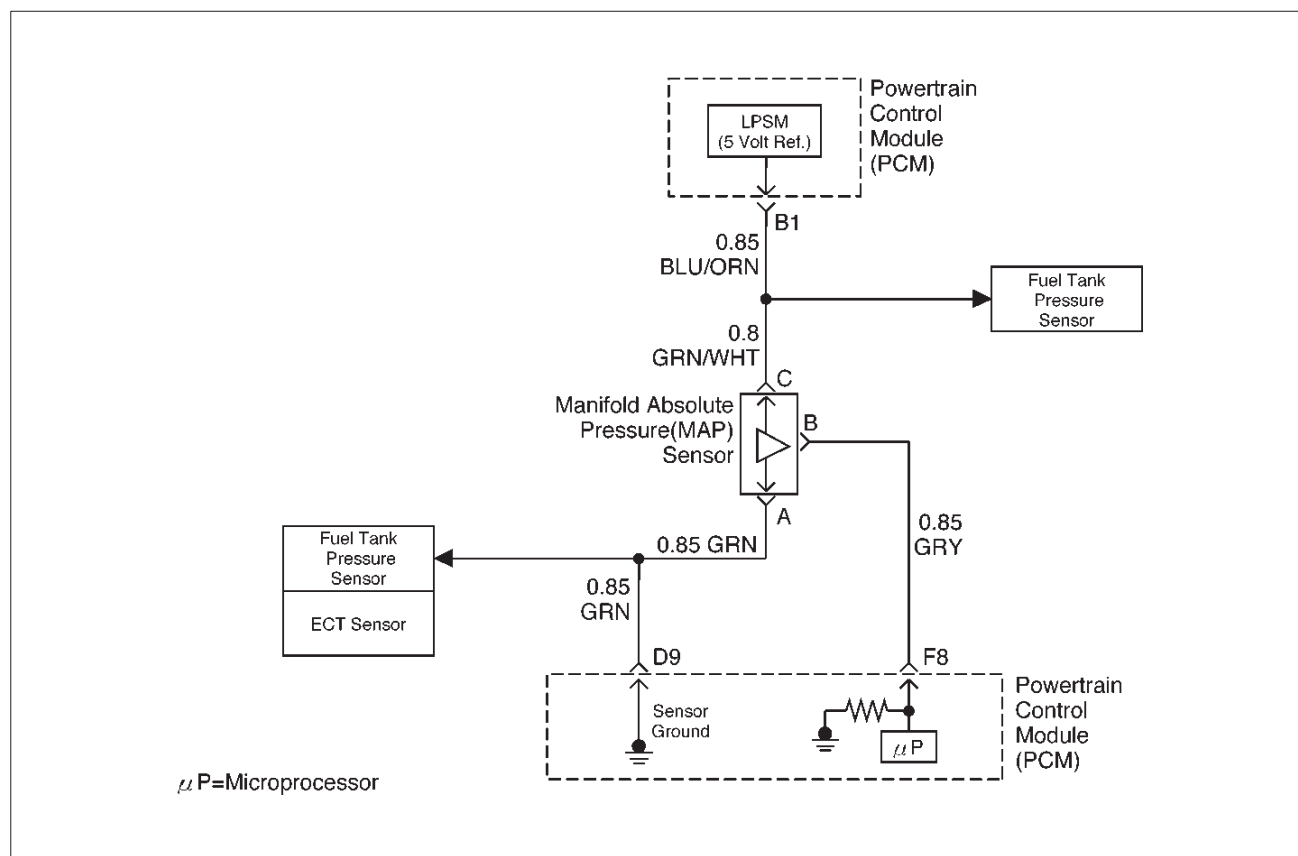 Powertrain
Control
Module
(PCM)
LPSM
(5 Volt Ref.)
B1
0.85
BLU/ORN
Fuel Tank
Pressure
Sensor
0.8
GRN/WHT
C
Manifold Absolute
Pressure(MAP)
Sensor
B
A
0.85 GRN
0.85
GRY
Fuel Tank
Pressure
Sensor
ECT Sensor
0.85
GRN
D9
F8
Sensor
Ground
μP
Powertrain
Control
Module
(PCM)
μP=Microprocessor